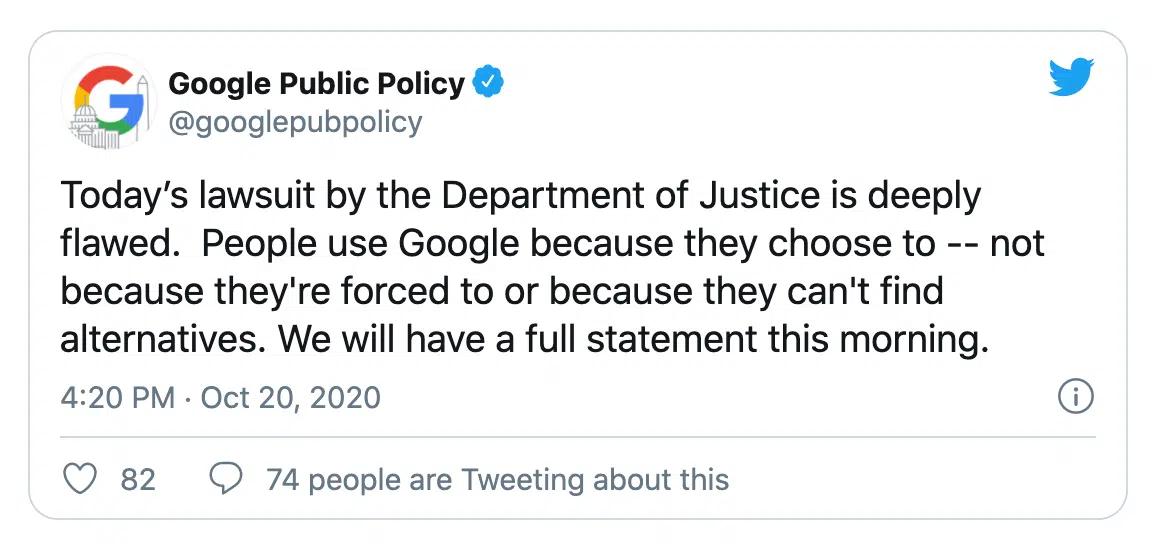 Google Public Policy
@googlepubpolicy
Today’s lawsuit by the Department of Justice is deeply
flawed.  People use Google because they choose to -- not
because they're forced to or because they can't find
alternatives. We will have a full statement this morning.
4:20 PM · Oct 20, 2020
82
74 people are Tweeting about this